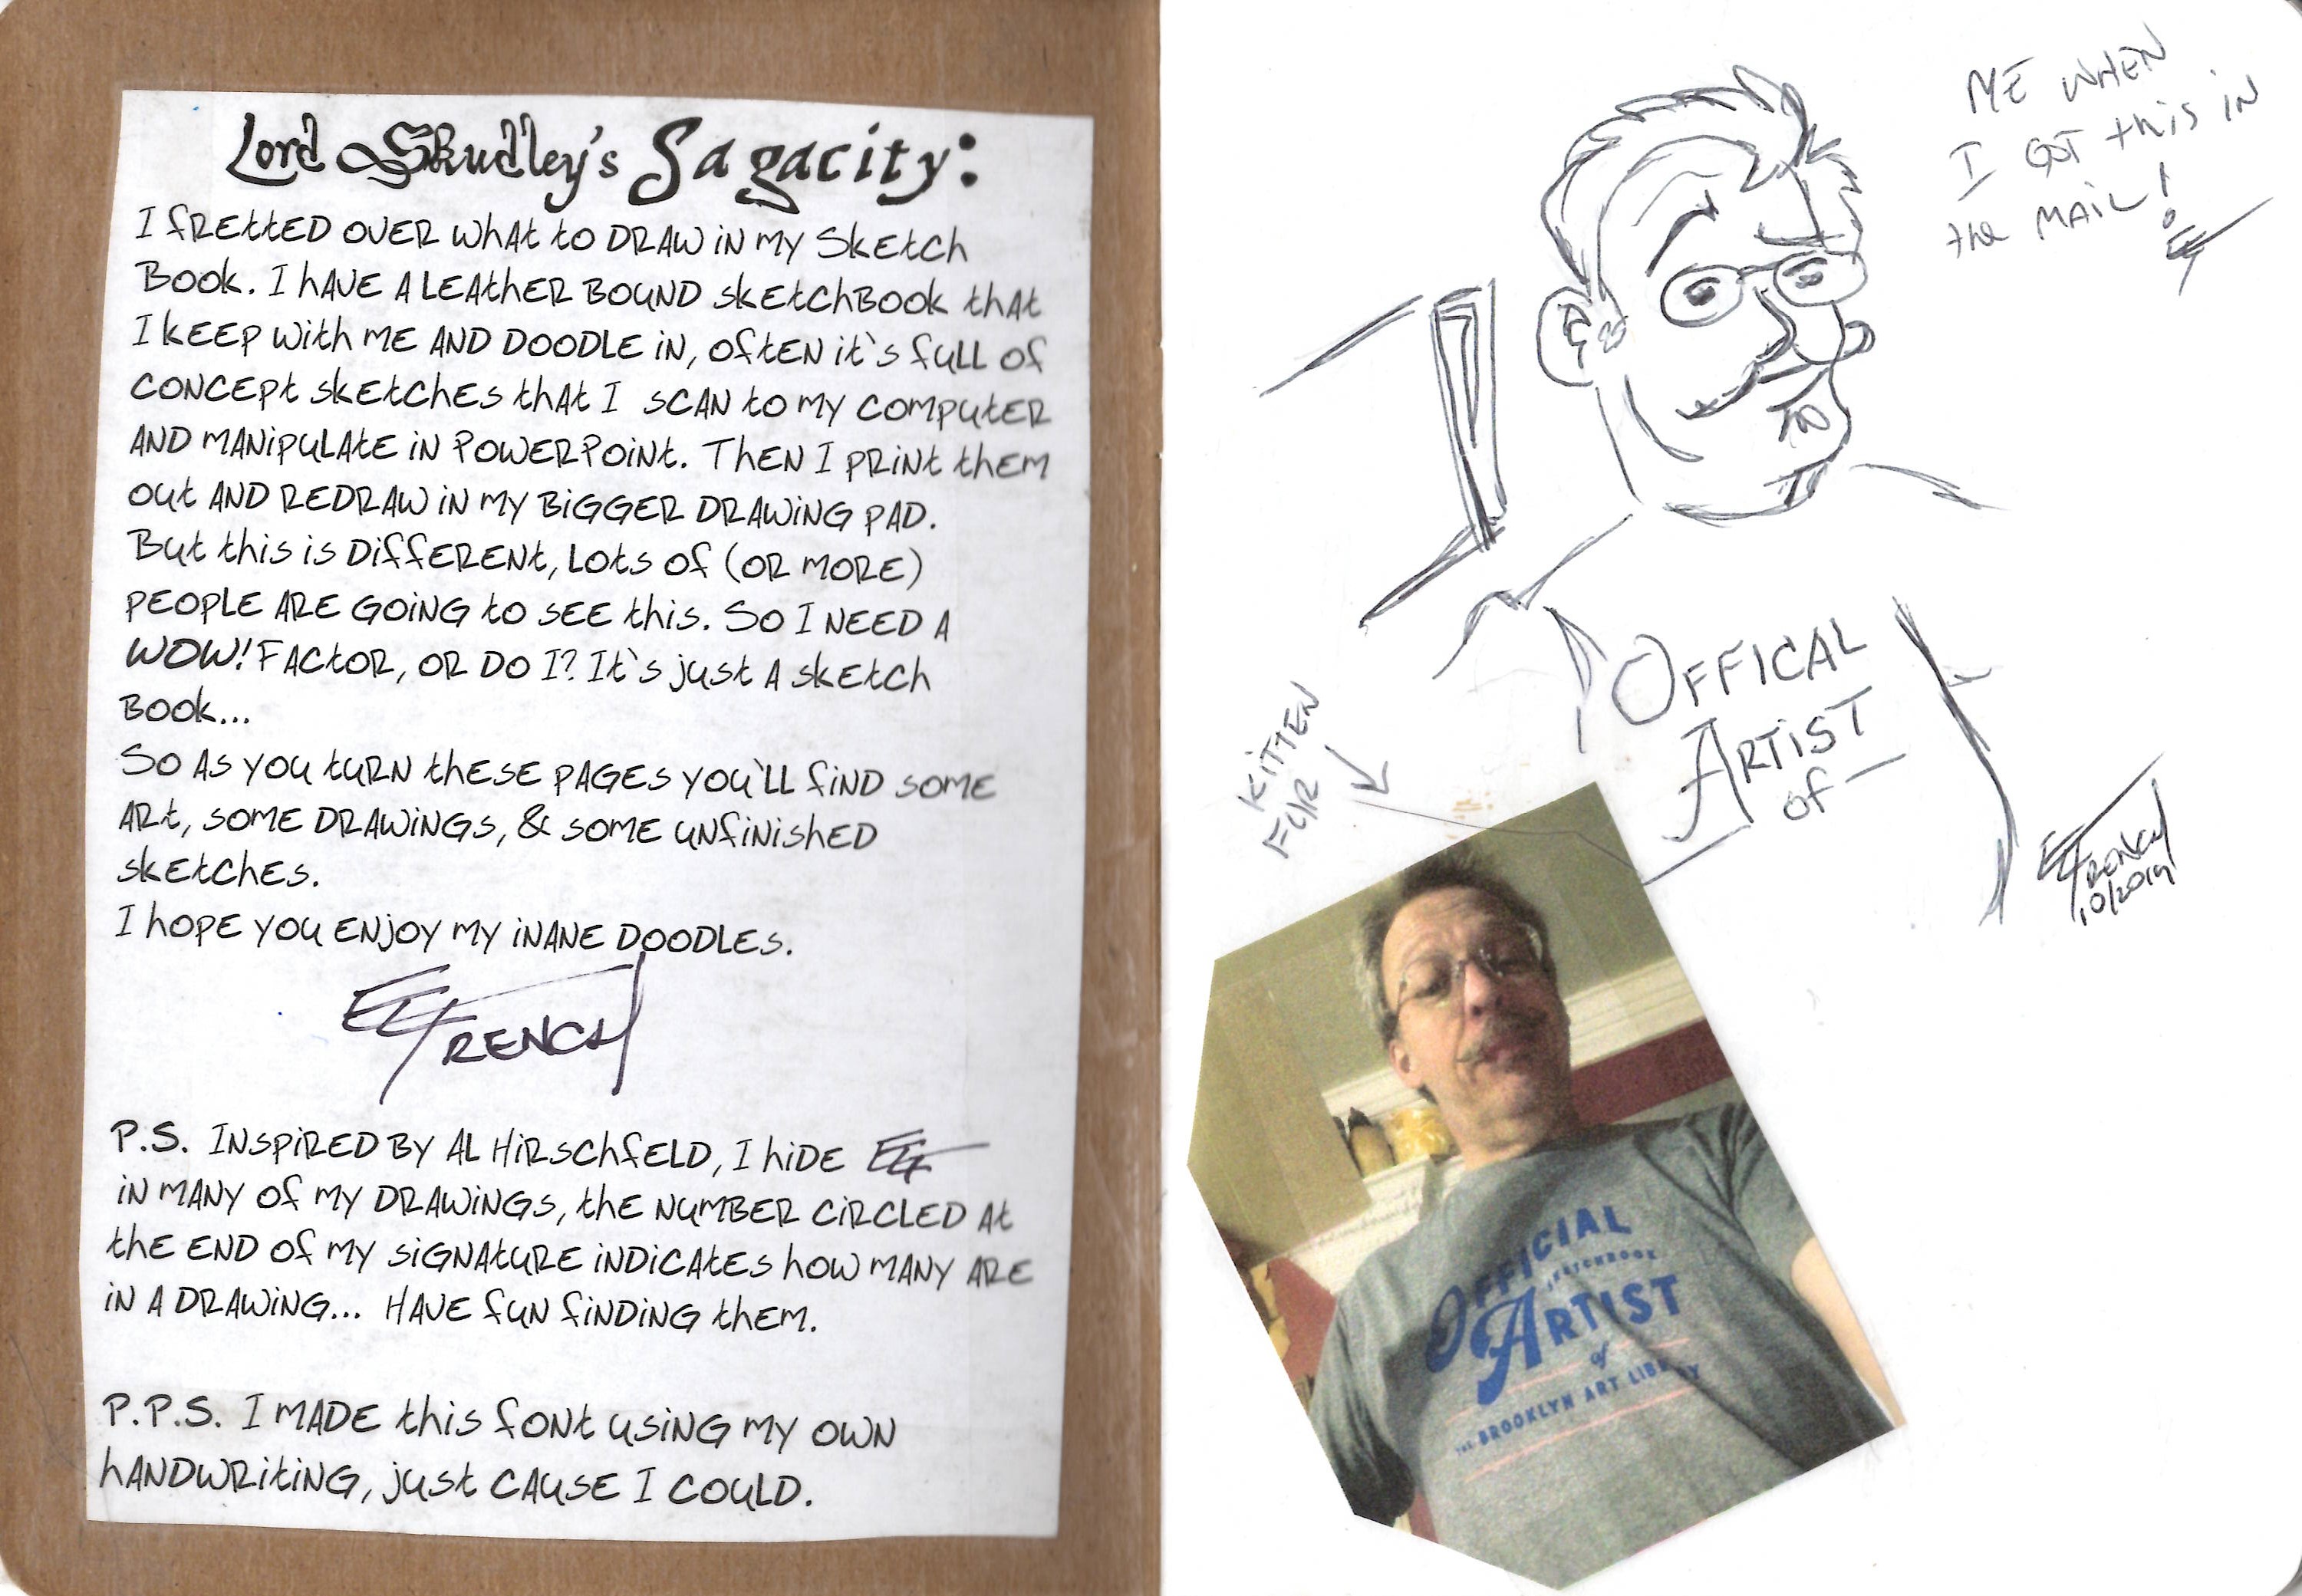 Lord Skudley's Sagacity:
I fretted over what to draw in my sketch
book. I have a leather bound sketchbook that
I keep with me and doodle in, often it's full of
concept sketches that I scan to my computer
and manipulate in PowerPoint. Then I print them
out and redraw in my bigger drawing pad.
But this is different, lots of (or more)
people are going to see this. So I need a
WOW! factor, or do I? It's just a sketch
book...
So as you turn these pages you'll find some
art, some drawings, & some unfinished
sketches.
I hope you enjoy my inane doodles.
EGFrench
P.S. Inspired by Al Hirschfeld, I hide EGF
in many of my drawings, the number circled at
the end of my signature indicates how many are
in a drawing... Have fun finding them.
P.P.S. I made this font using my own
handwriting, just cause I could.
ME WHEN
I GOT this in
the MAIL!
OFFICAL
ARTIST
of
KITTEN
FUR
EGFrench
10/2019
OFFICIAL
SKETCHBOOK
ARTIST
of
THE BROOKLYN ART LIBRARY